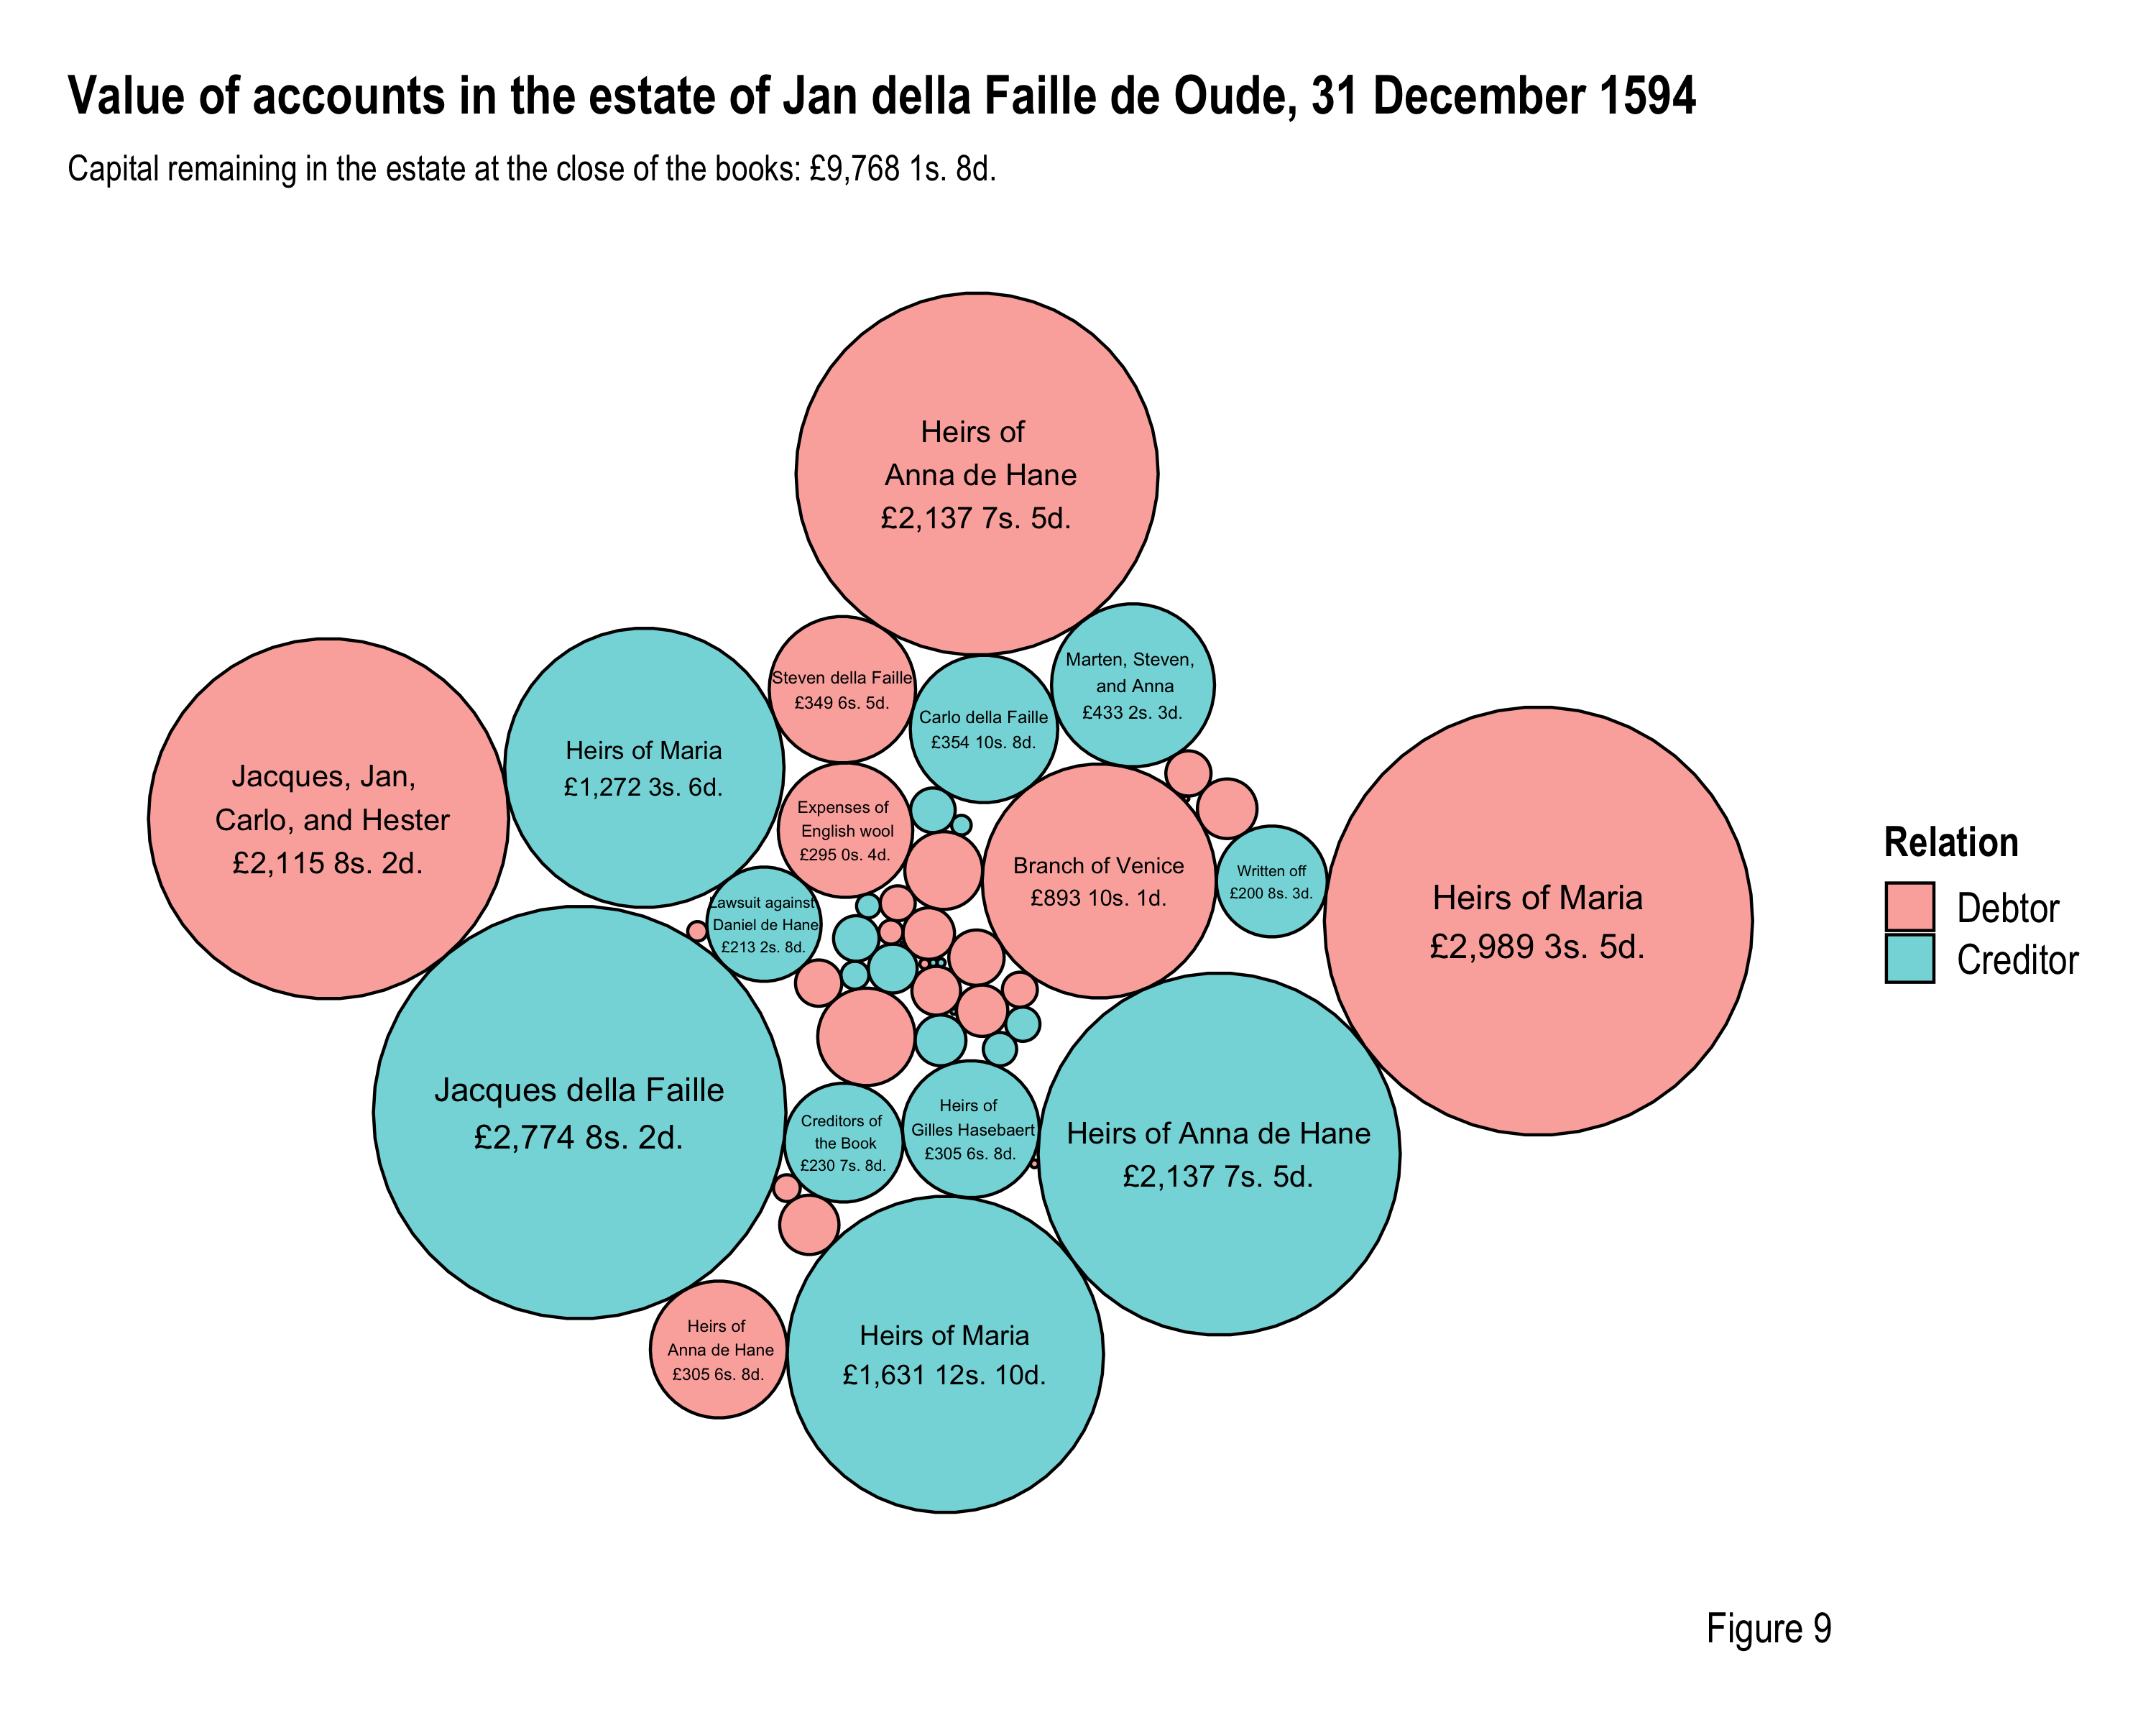 Value of accounts in the estate of Jan della Faille de Oude, 31 December 1594
Capital remaining in the estate at the close of the books: £9,768 1s. 8d.
Heirs of
Anna de Hane
£2,137 7s. 5d.
Steven della Faille
£349 6s. 5d.
Marten, Steven,
and Anna
£433 2s. 3d.
Carlo della Faille
£354 10s. 8d.
Heirs of Maria
£1,272 3s. 6d.
Jacques, Jan,
Carlo, and Hester
£2,115 8s. 2d.
Expenses of
English wool
£295 0s. 4d.
Branch of Venice
£893 10s. 1d.
Written off
£200 8s. 3d.
Heirs of Maria
£2,989 3s. 5d.
Lawsuit against
Daniel de Hane
£213 2s. 8d.
Jacques della Faille
£2,774 8s. 2d.
Creditors of
the Book
£230 7s. 8d.
Heirs of
Gilles Hasebaert
£305 6s. 8d.
Heirs of Anna de Hane
£2,137 7s. 5d.
Heirs of
Anna de Hane
£305 6s. 8d.
Heirs of Maria
£1,631 12s. 10d.
Relation
Debtor
Creditor
Figure 9